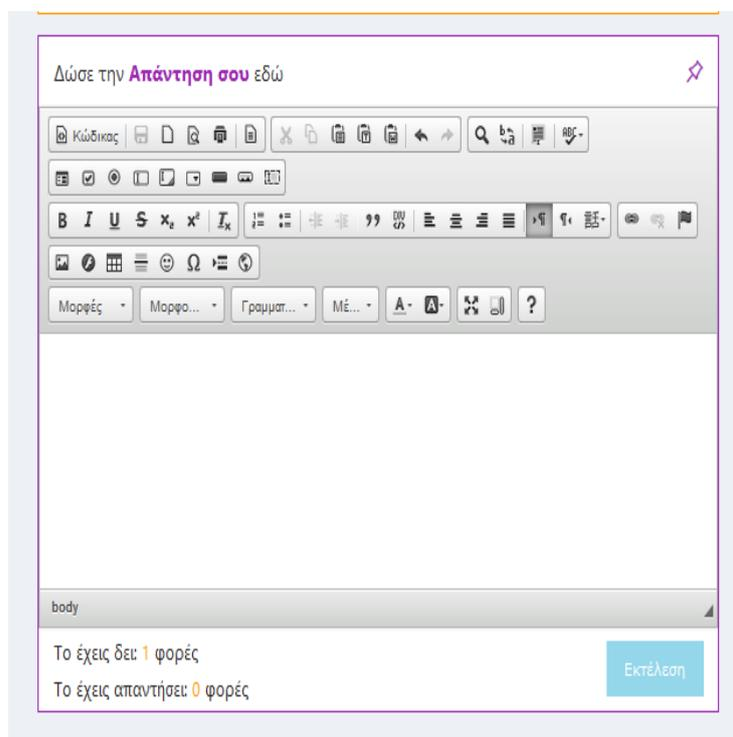 Δώσε την Απάντηση σου εδώ
Κώδικας
Μορφές Μορφο... Γραμματ... Μέ... A A ?
body
Το έχεις δει: 1 φορές
Το έχεις απαντήσει: 0 φορές
Εκτέλεση